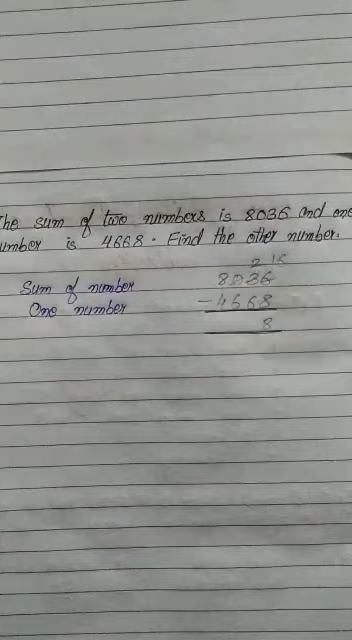 The sum of two numbers is 8036 and one
umber is 4668. Find the other number.
2 16
Sum of number 8036
One number -4668
8